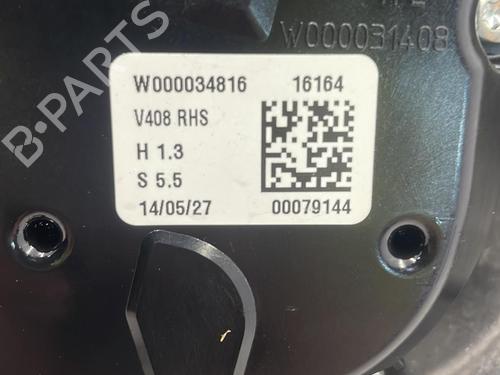 W000031408
W000034816 16164
V408 RHS
H 1.3
S 5.5
14/05/27 00079144
B-PARTS